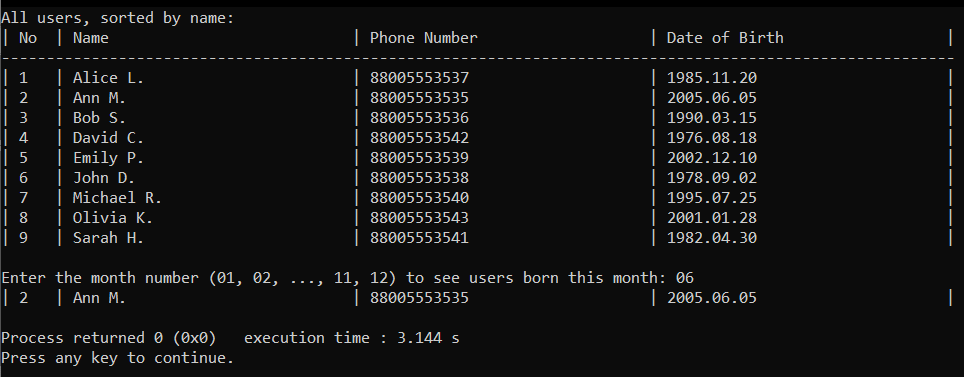 All users, sorted by name:
| No  | Name                           | Phone Number                   | Date of Birth                  |
----------------------------------------------------------------------------------------------------------
| 1   | Alice L.                       | 88005553537                    | 1985.11.20                     |
| 2   | Ann M.                         | 88005553535                    | 2005.06.05                     |
| 3   | Bob S.                         | 88005553536                    | 1990.03.15                     |
| 4   | David C.                       | 88005553542                    | 1976.08.18                     |
| 5   | Emily P.                       | 88005553539                    | 2002.12.10                     |
| 6   | John D.                        | 88005553538                    | 1978.09.02                     |
| 7   | Michael R.                     | 88005553540                    | 1995.07.25                     |
| 8   | Olivia K.                      | 88005553543                    | 2001.01.28                     |
| 9   | Sarah H.                       | 88005553541                    | 1982.04.30                     |
Enter the month number (01, 02, ..., 11, 12) to see users born this month: 06
| 2   | Ann M.                         | 88005553535                    | 2005.06.05                     |
Process returned 0 (0x0)   execution time : 3.144 s
Press any key to continue.